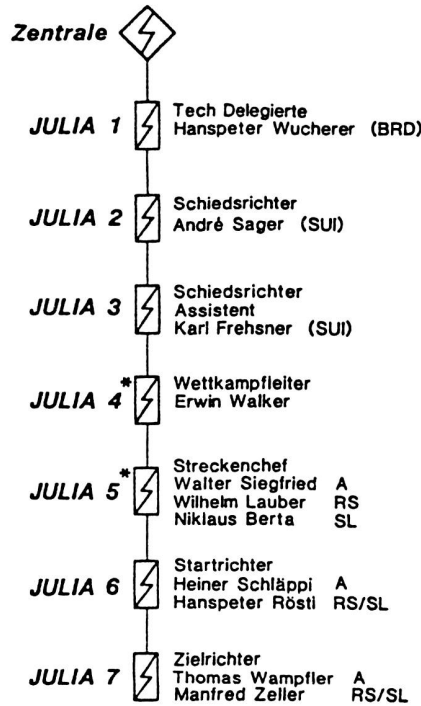 Zentrale
JULIA 1 Tech Delegierte
Hanspeter Wucherer (BRD)
JULIA 2 Schiedsrichter
André Sager (SUI)
JULIA 3 Schiedsrichter
Assistent
Karl Frehsner (SUI)
JULIA 4* Wettkampfleiter
Erwin Walker
JULIA 5* Streckenchef
Walter Siegfried A
Wilhelm Lauber RS
Niklaus Berta SL
JULIA 6 Startrichter
Heiner Schläppi A
Hanspeter Rösti RS/SL
JULIA 7 Zielrichter
Thomas Wampfler A
Manfred Zeller RS/SL